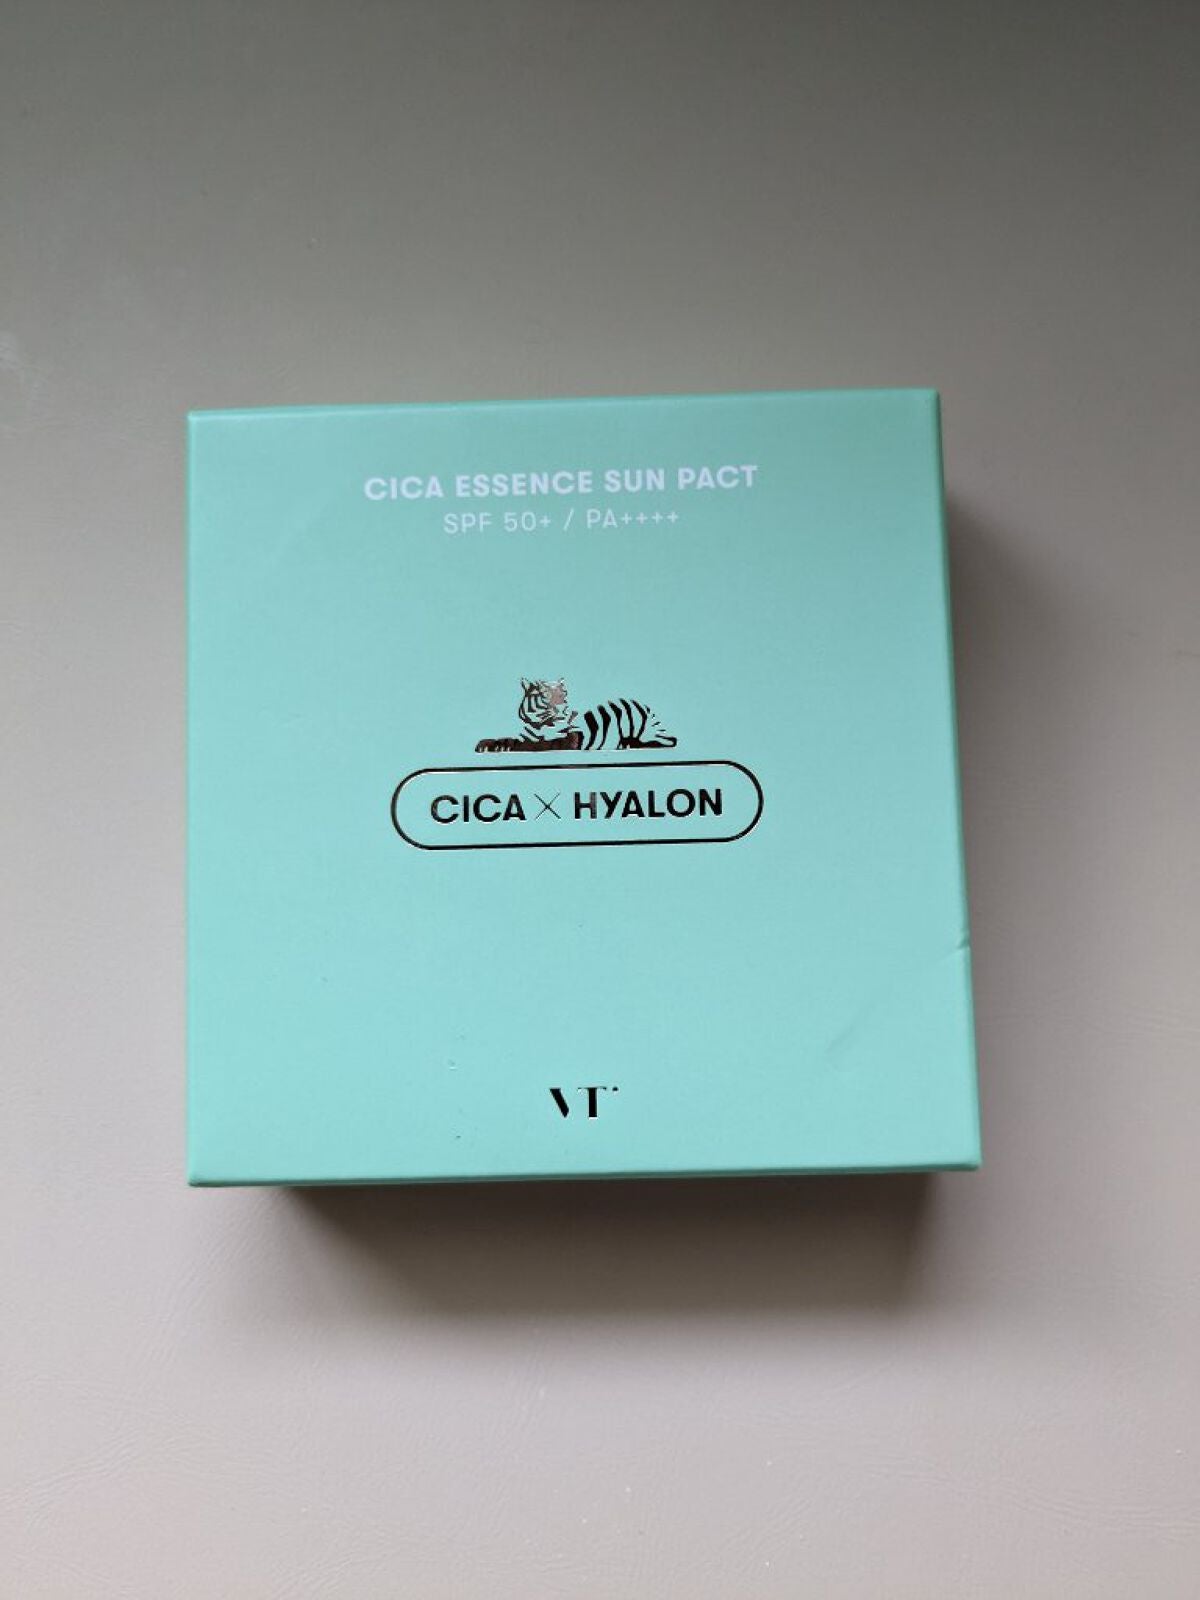 CICA ESSENCE SUN PACT
SPF 50+ / PA++++
CICA × HYALON
VT